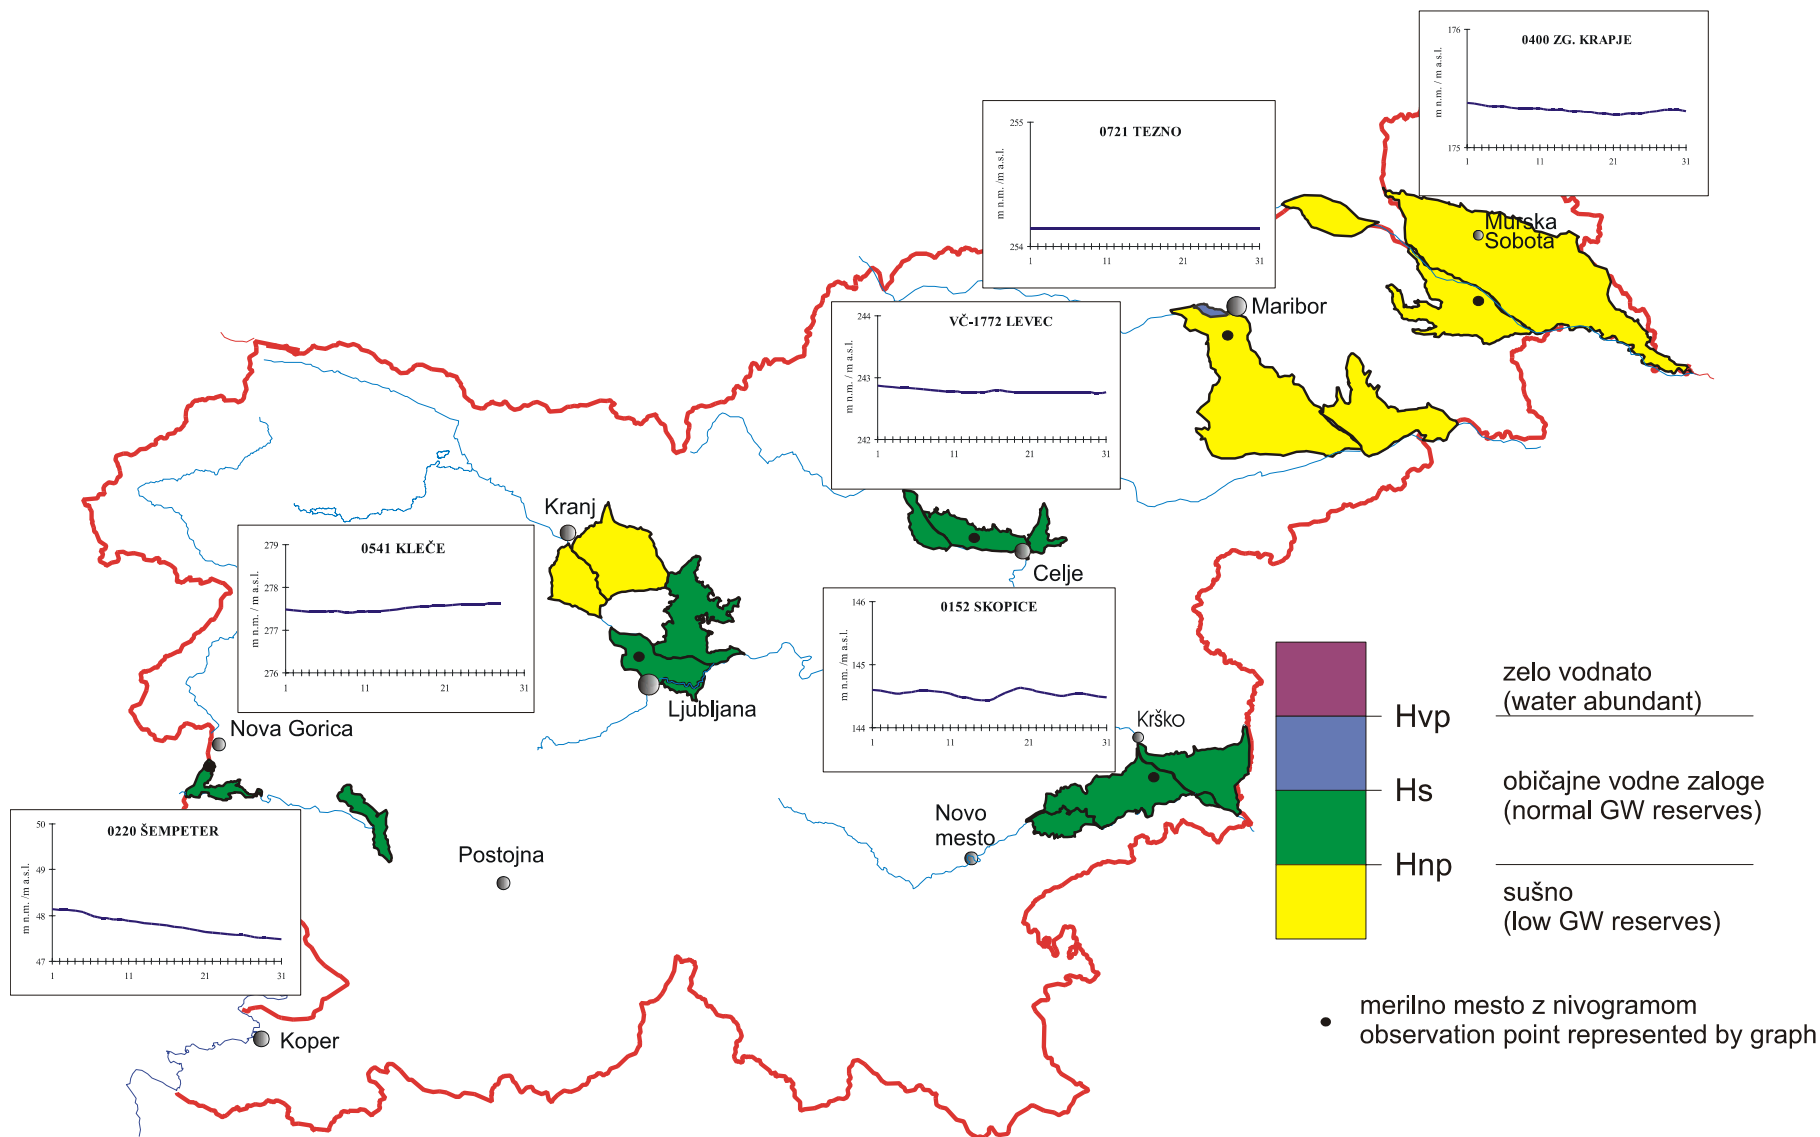 0400 ZG. KRAPJE
m n.m. / m a.s.l.
176
175
1
11
21
31
0721 TEZNO
m n.m. /m a.s.l.
255
254
1
11
21
31
Murska
Sobota
Maribor
VČ-1772 LEVEC
m n.m. / m a.s.l.
244
243
242
1
11
21
31
Kranj
Celje
0541 KLEČE
m n.m. / m a.s.l.
279
278
277
276
1
11
21
31
0152 SKOPICE
m n.m. /m a.s.l.
146
145
144
1
11
21
31
Ljubljana
Nova Gorica
Krško
Novo
mesto
Postojna
0220 ŠEMPETER
m n.m. /m a.s.l.
50
49
48
47
1
11
21
31
Koper
zelo vodnato
(water abundant)
Hvp
Hs
običajne vodne zaloge
(normal GW reserves)
Hnp
sušno
(low GW reserves)
merilno mesto z nivogramom
observation point represented by graph